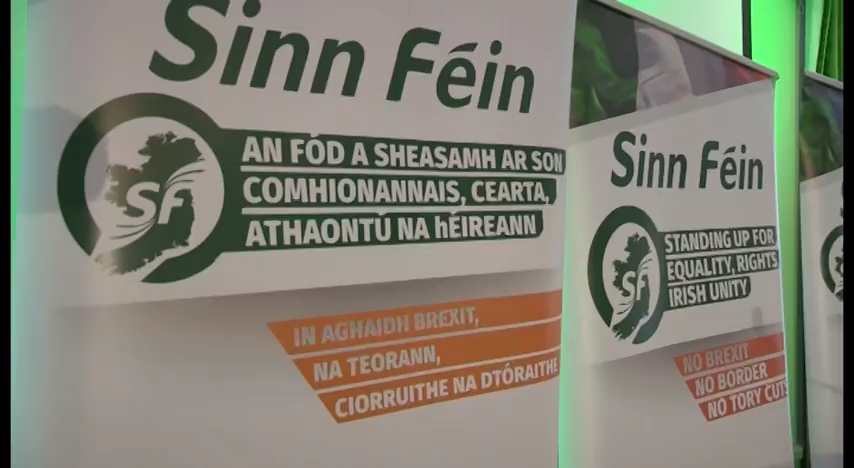 Sinn Féin
SF
AN FÓD A SHEASAMH AR SON
COMHIONANNAIS, CEARTA,
ATHAONTÚ NA hÉIREANN
IN AGHAIDH BREXIT,
NA TEORANN,
CIORRUITHE NA DTÓRAITHE
Sinn Féin
SF
STANDING UP FOR
EQUALITY, RIGHTS
IRISH UNITY
NO BREXIT
NO BORDER
NO TORY CUTS